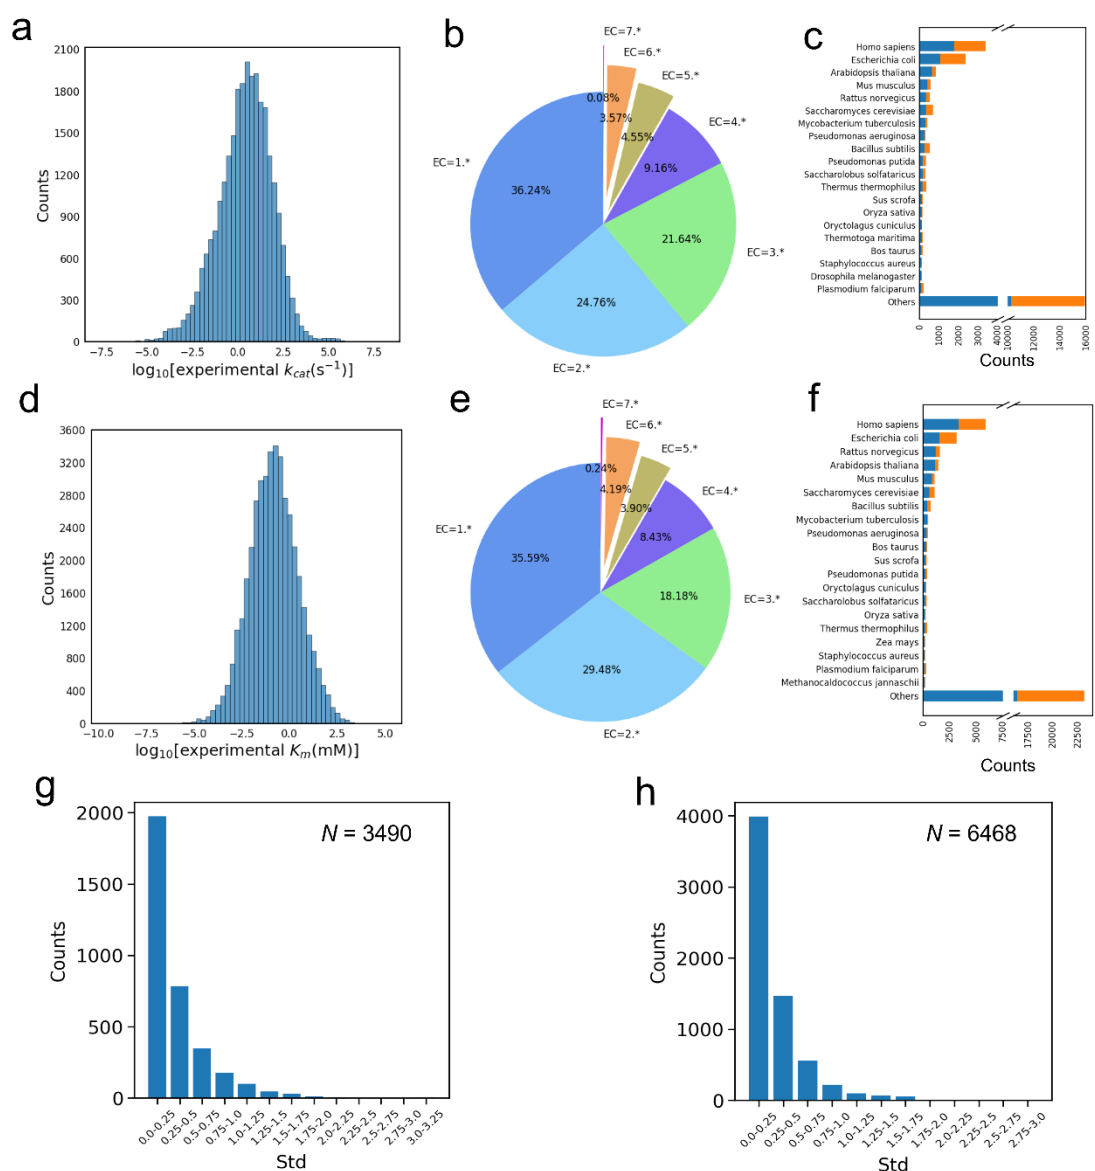 a
2100
1800
1500
1200
900
600
300
0
Counts
−7.5
−5.0
−2.5
0.0
2.5
5.0
7.5
log10[experimental kcat(s−1)]
b
EC=7.*
EC=6.*
EC=5.*
EC=4.*
EC=3.*
EC=2.*
EC=1.*
0.08%
3.57%
4.55%
9.16%
21.64%
24.76%
36.24%
c
Homo sapiens
Escherichia coli
Arabidopsis thaliana
Mus musculus
Rattus norvegicus
Saccharomyces cerevisiae
Mycobacterium tuberculosis
Pseudomonas aeruginosa
Bacillus subtilis
Pseudomonas putida
Saccharolobus solfataricus
Thermus thermophilus
Sus scrofa
Oryza sativa
Oryctolagus cuniculus
Thermotoga maritima
Bos taurus
Staphylococcus aureus
Drosophila melanogaster
Plasmodium falciparum
Others
0
1000
2000
3000
4000
10000
12000
14000
16000
Counts
d
3600
3200
2800
2400
2000
1600
1200
800
400
0
Counts
−10.0
−7.5
−5.0
−2.5
0.0
2.5
5.0
log10[experimental Km(mM)]
e
EC=7.*
EC=6.*
EC=5.*
EC=4.*
EC=3.*
EC=2.*
EC=1.*
0.24%
4.19%
3.90%
8.43%
18.18%
29.48%
35.59%
f
Homo sapiens
Escherichia coli
Rattus norvegicus
Arabidopsis thaliana
Mus musculus
Saccharomyces cerevisiae
Bacillus subtilis
Mycobacterium tuberculosis
Pseudomonas aeruginosa
Bos taurus
Sus scrofa
Pseudomonas putida
Oryctolagus cuniculus
Saccharolobus solfataricus
Oryza sativa
Thermus thermophilus
Zea mays
Staphylococcus aureus
Plasmodium falciparum
Methanocaldococcus jannaschii
Others
0
2500
5000
7500
17500
20000
22500
Counts
g
N = 3490
2000
1500
1000
500
0
Counts
0.0-0.25
0.25-0.5
0.5-0.75
0.75-1.0
1.0-1.25
1.25-1.5
1.5-1.75
1.75-2.0
2.0-2.25
2.25-2.5
2.5-2.75
2.75-3.0
3.0-3.25
Std
h
N = 6468
4000
3000
2000
1000
0
Counts
0.0-0.25
0.25-0.5
0.5-0.75
0.75-1.0
1.0-1.25
1.25-1.5
1.5-1.75
1.75-2.0
2.0-2.25
2.25-2.5
2.5-2.75
2.75-3.0
Std